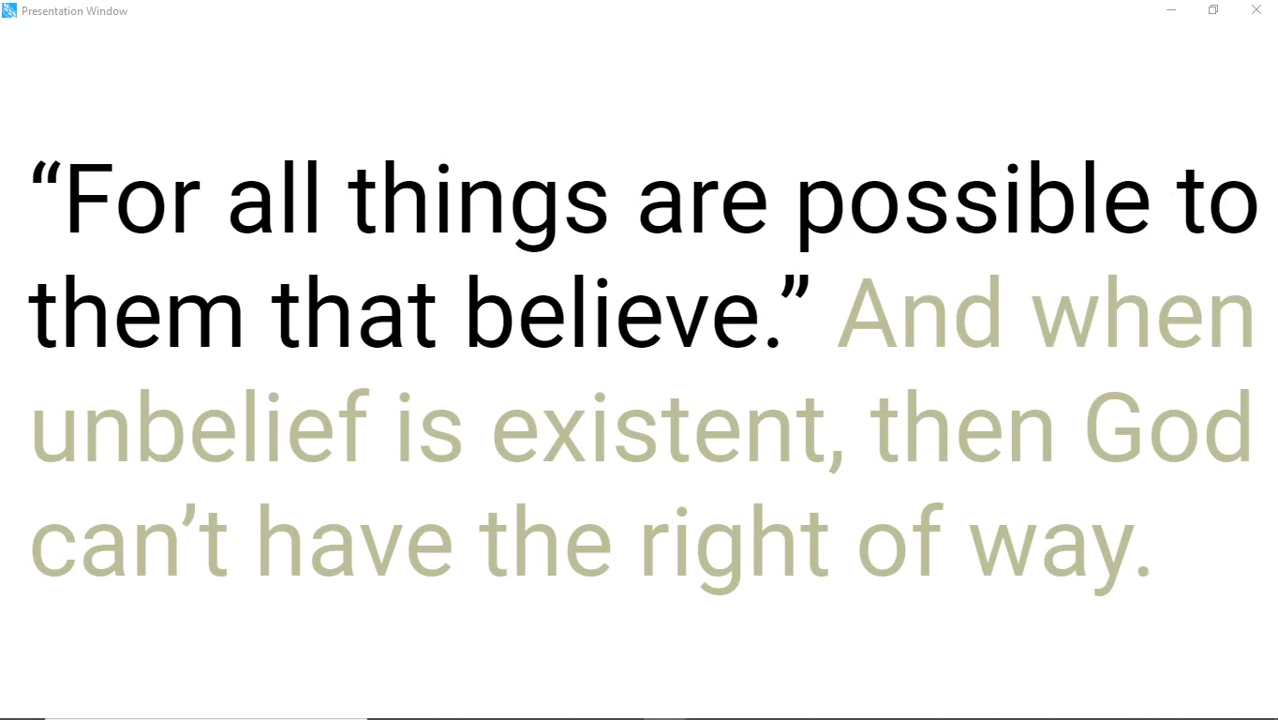 Presentation Window
“For all things are possible to
them that believe.” And when
unbelief is existent, then God
can’t have the right of way.